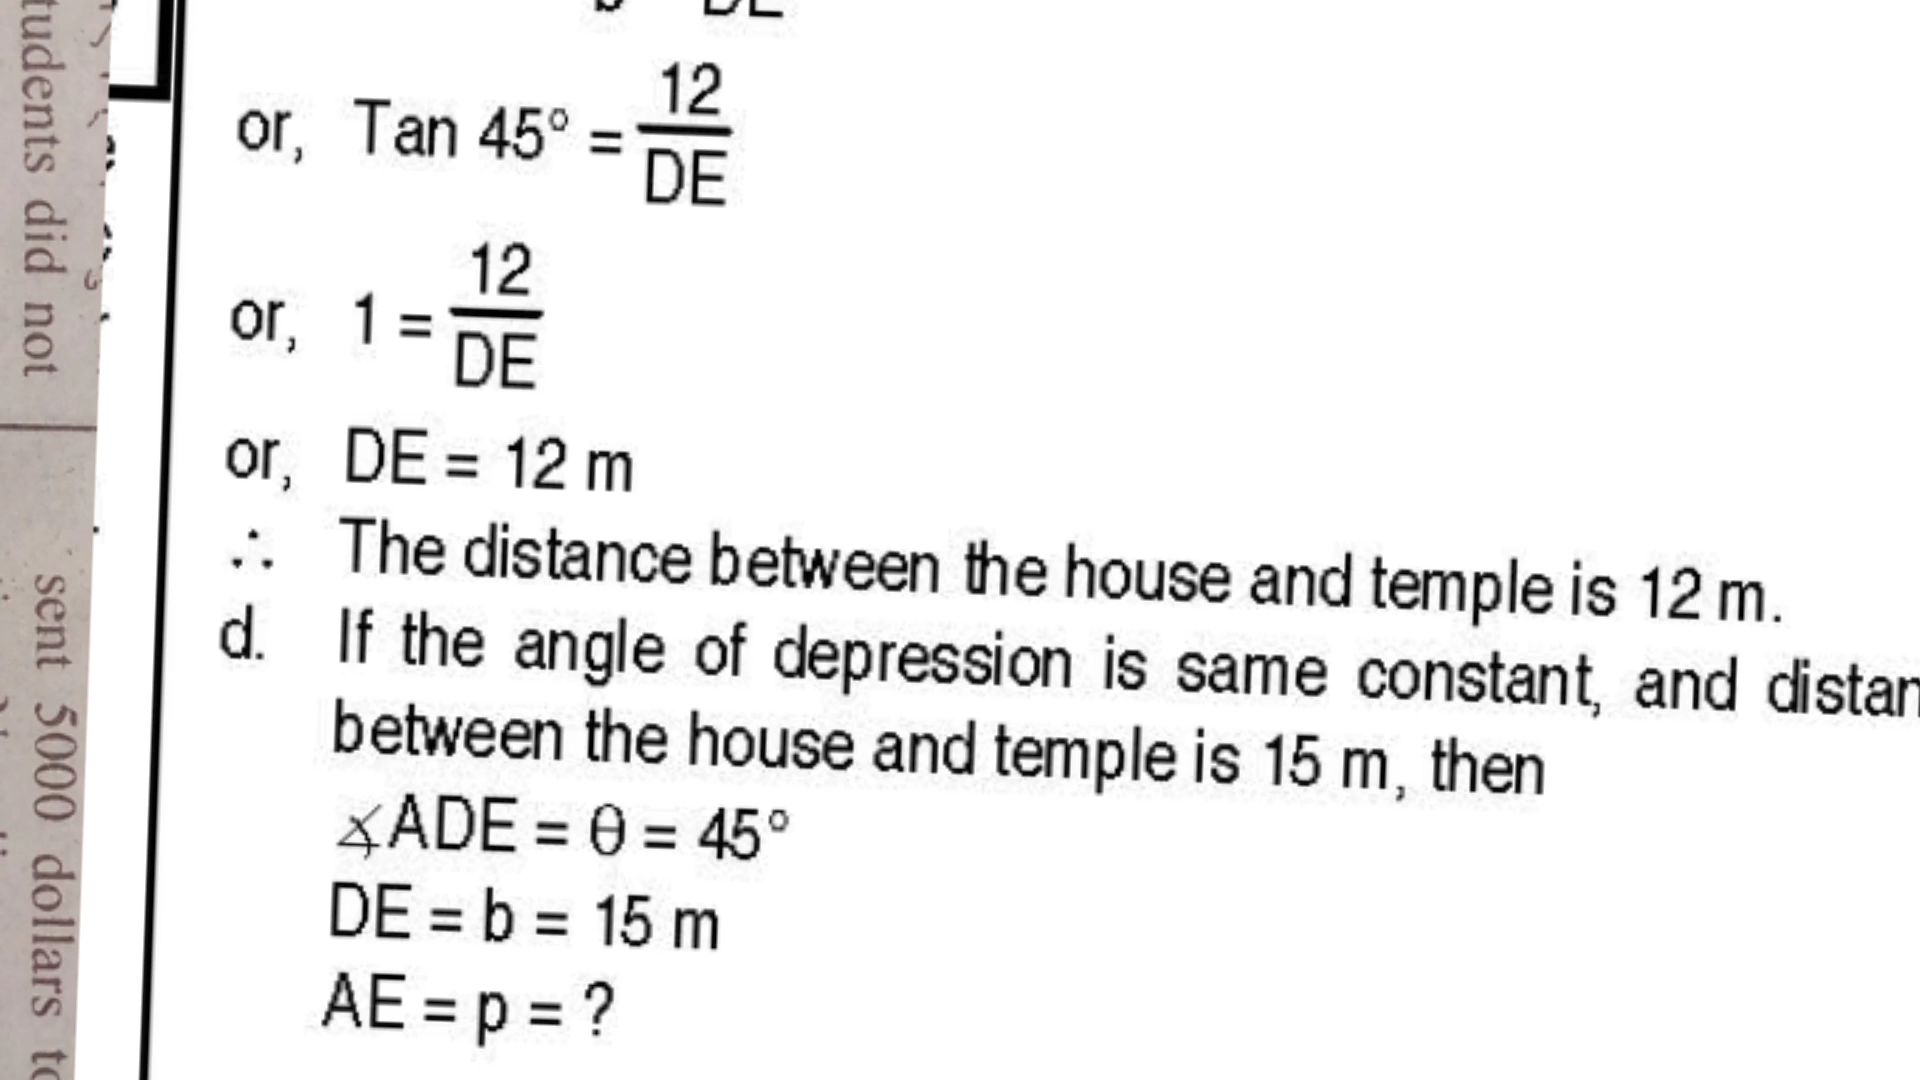 or, Tan 45° = 12/DE
or, 1 = 12/DE
or, DE = 12 m
∴ The distance between the house and temple is 12 m.
d. If the angle of depression is same constant, and distan
between the house and temple is 15 m, then
∡ADE = θ = 45°
DE = b = 15 m
AE = p = ?
tudents did not
sent 5000 dollars to